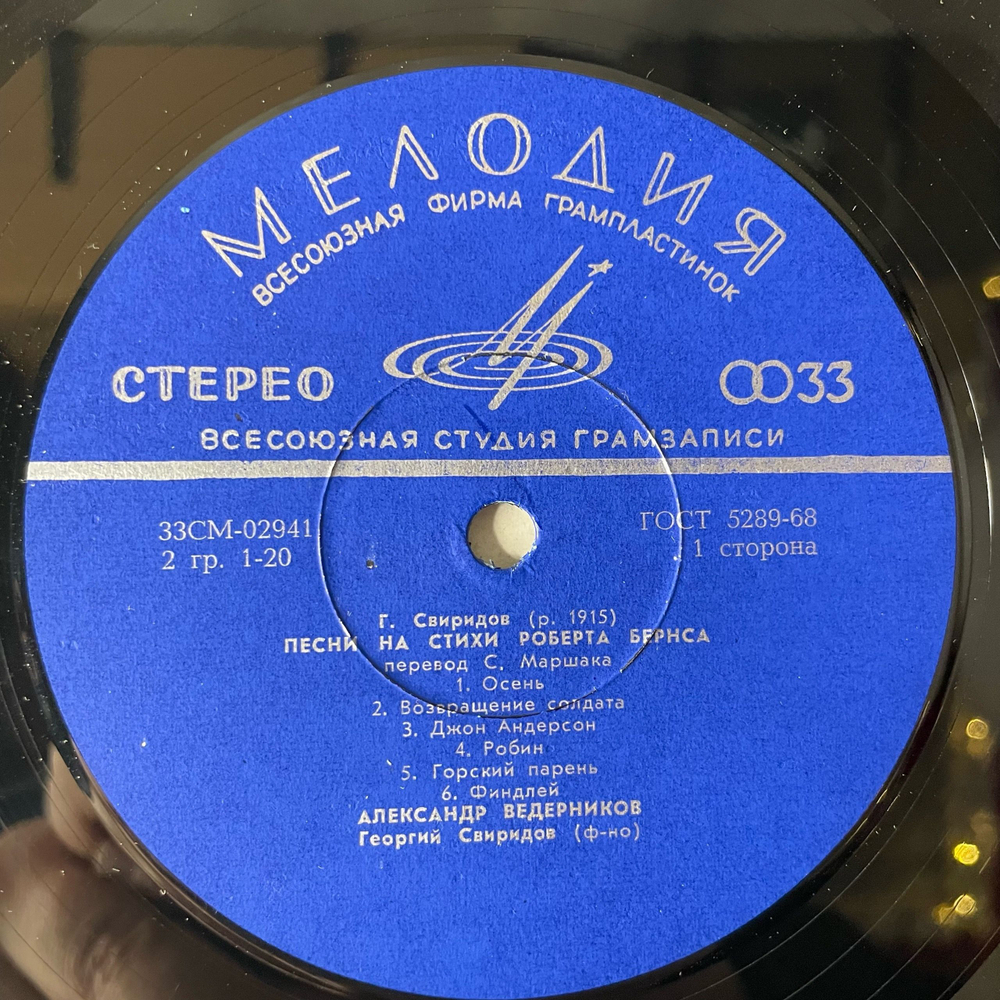 МЕЛОДИЯ
ВСЕСОЮЗНАЯ ФИРМА ГРАМПЛАСТИНОК
СТЕРЕО
33
ВСЕСОЮЗНАЯ СТУДИЯ ГРАМЗАПИСИ
33СМ-02941 ГОСТ 5289-68
2 гр. 1-20 1 сторона
Г. Свиридов (р. 1915)
ПЕСНИ НА СТИХИ РОБЕРТА БЕРНСА
перевод С. Маршака
1. Осень
2. Возвращение солдата
3. Джон Андерсон
4. Робин
5. Горский парень
6. Финдлей
АЛЕКСАНДР ВЕДЕРНИКОВ
Георгий Свиридов (ф-но)